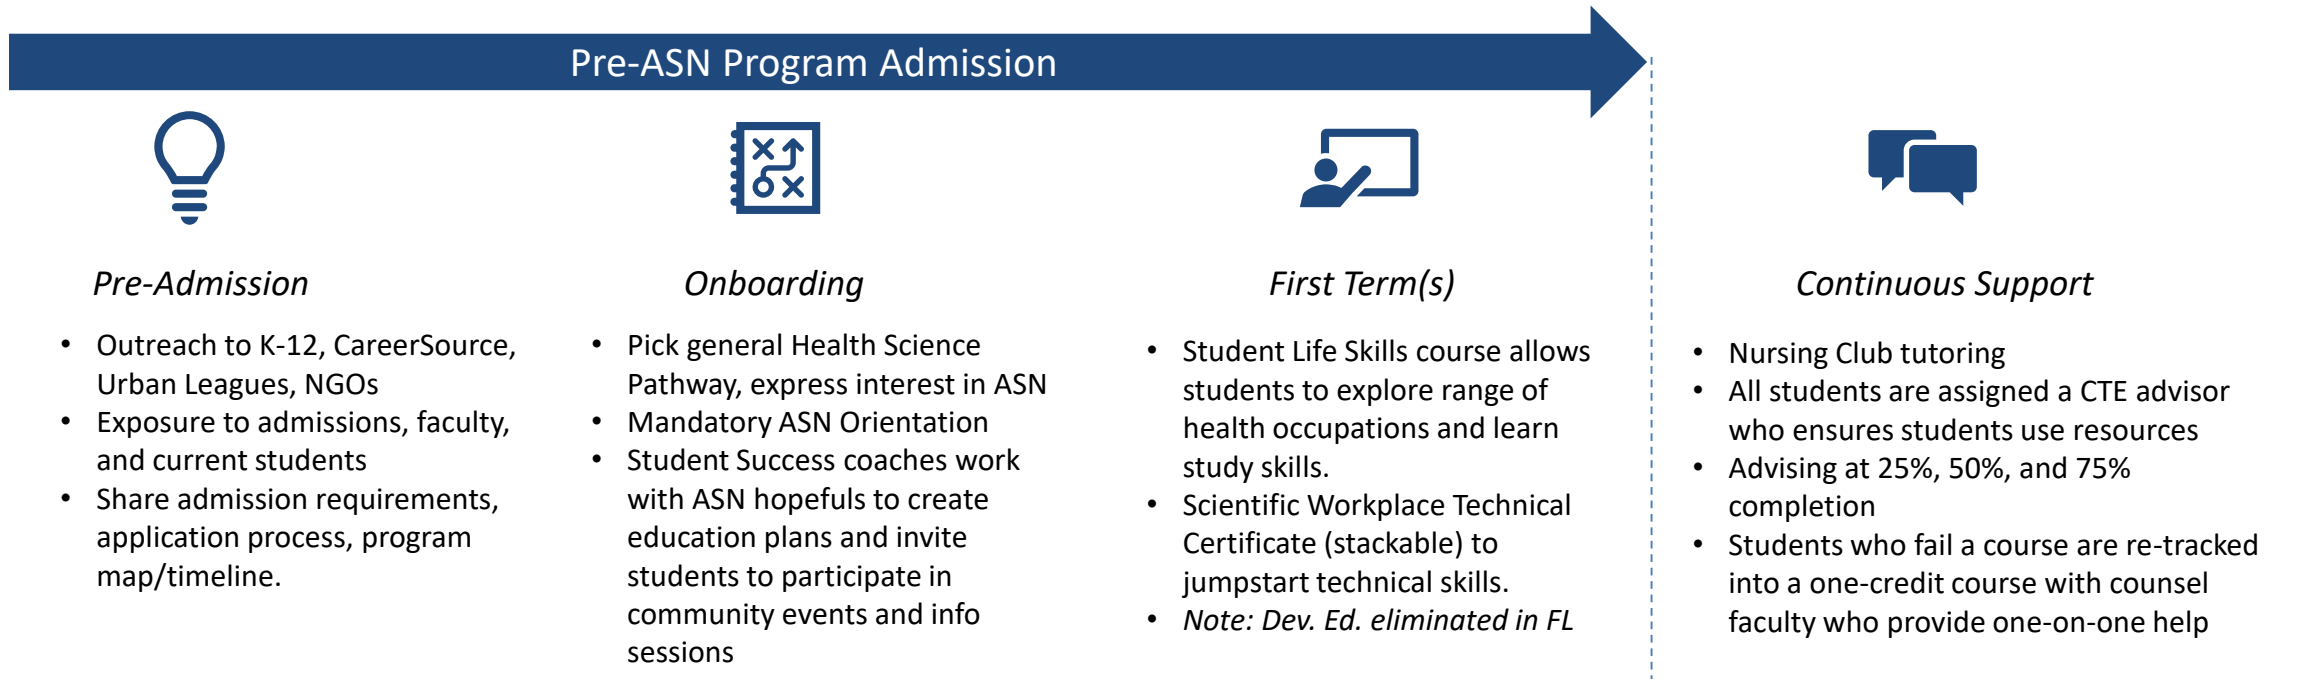 Pre-ASN Program Admission
Pre-Admission
• Outreach to K-12, CareerSource,
Urban Leagues, NGOs
• Exposure to admissions, faculty,
and current students
• Share admission requirements,
application process, program
map/timeline.
Onboarding
• Pick general Health Science
Pathway, express interest in ASN
• Mandatory ASN Orientation
• Student Success coaches work
with ASN hopefuls to create
education plans and invite
students to participate in
community events and info
sessions
First Term(s)
• Student Life Skills course allows
students to explore range of
health occupations and learn
study skills.
• Scientific Workplace Technical
Certificate (stackable) to
jumpstart technical skills.
• Note: Dev. Ed. eliminated in FL
Continuous Support
• Nursing Club tutoring
• All students are assigned a CTE advisor
who ensures students use resources
• Advising at 25%, 50%, and 75%
completion
• Students who fail a course are re-tracked
into a one-credit course with counsel
faculty who provide one-on-one help